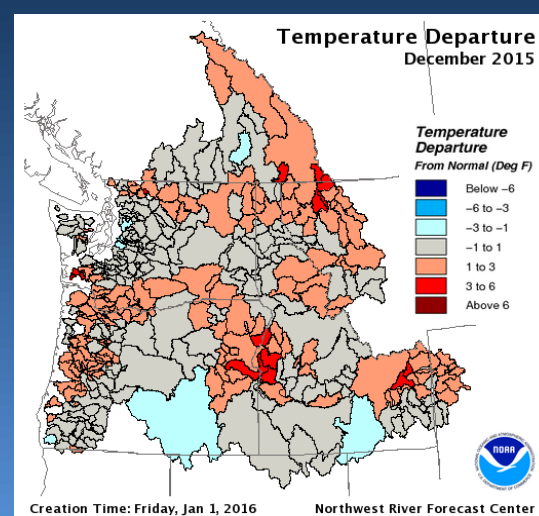 Temperature Departure
December 2015
Temperature
Departure
From Normal (Deg F)
Below -6
-6 to -3
-3 to -1
-1 to 1
1 to 3
3 to 6
Above 6
NOAA
Creation Time: Friday, Jan 1, 2016
Northwest River Forecast Center